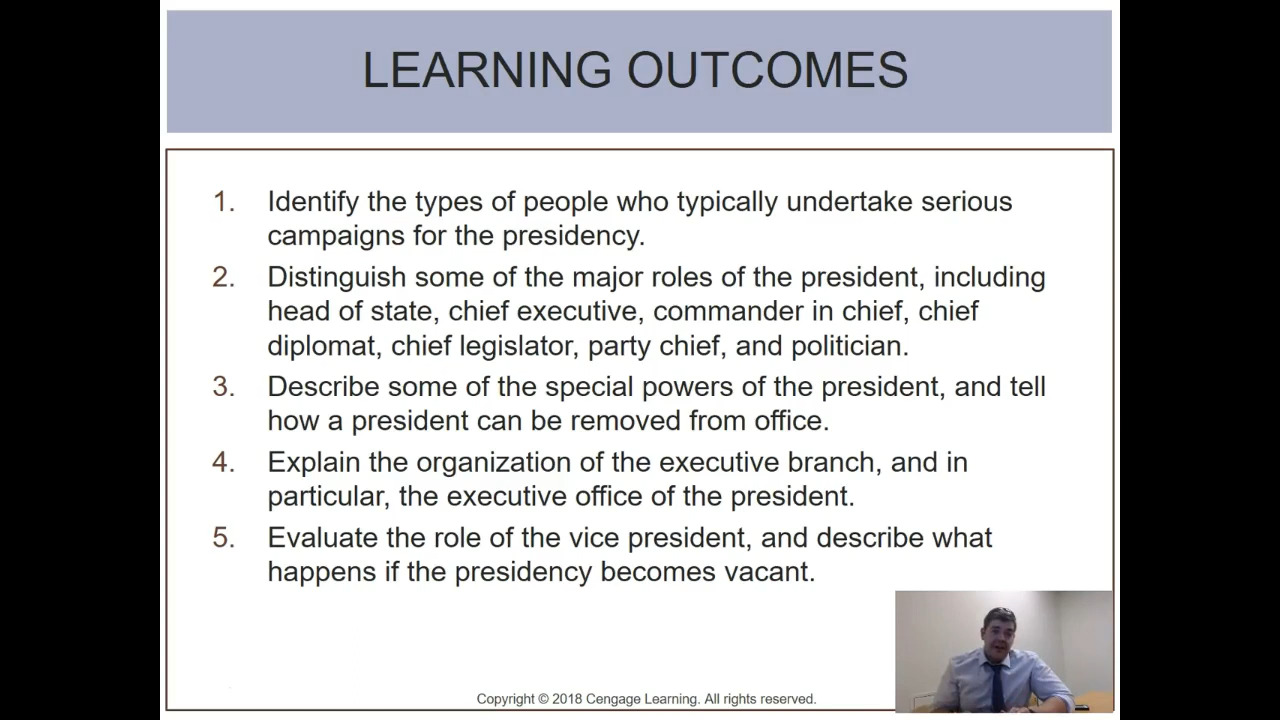 LEARNING OUTCOMES
1. Identify the types of people who typically undertake serious
campaigns for the presidency.
2. Distinguish some of the major roles of the president, including
head of state, chief executive, commander in chief, chief
diplomat, chief legislator, party chief, and politician.
3. Describe some of the special powers of the president, and tell
how a president can be removed from office.
4. Explain the organization of the executive branch, and in
particular, the executive office of the president.
5. Evaluate the role of the vice president, and describe what
happens if the presidency becomes vacant.
Copyright © 2018 Cengage Learning. All rights reserved.